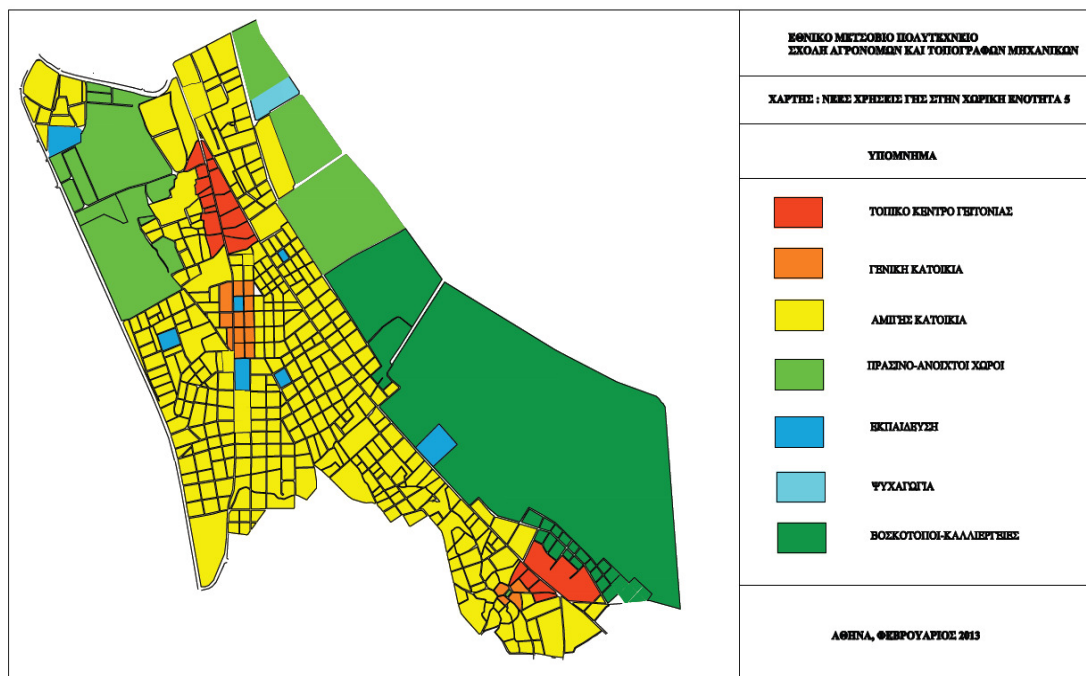 ΕΘΝΙΚΟ ΜΕΤΣΟΒΙΟ ΠΟΛΥΤΕΧΝΕΙΟ
ΣΧΟΛΗ ΑΓΡΟΝΟΜΩΝ ΚΑΙ ΤΟΠΟΓΡΑΦΩΝ ΜΗΧΑΝΙΚΩΝ
ΧΑΡΤΗΣ : ΝΕΕΣ ΧΡΗΣΕΙΣ ΓΗΣ ΣΤΗΝ ΧΩΡΙΚΗ ΕΝΟΤΗΤΑ 5
ΥΠΟΜΝΗΜΑ
ΤΟΠΙΚΟ ΚΕΝΤΡΟ ΓΕΙΤΟΝΙΑΣ
ΓΕΝΙΚΗ ΚΑΤΟΙΚΙΑ
ΑΜΙΓΗΣ ΚΑΤΟΙΚΙΑ
ΠΡΑΣΙΝΟ-ΑΝΟΙΧΤΟΙ ΧΩΡΟΙ
ΕΚΠΑΙΔΕΥΣΗ
ΨΥΧΑΓΩΓΙΑ
ΒΟΣΚΟΤΟΠΟΙ-ΚΑΛΛΙΕΡΓΕΙΕΣ
ΑΘΗΝΑ, ΦΕΒΡΟΥΑΡΙΟΣ 2013